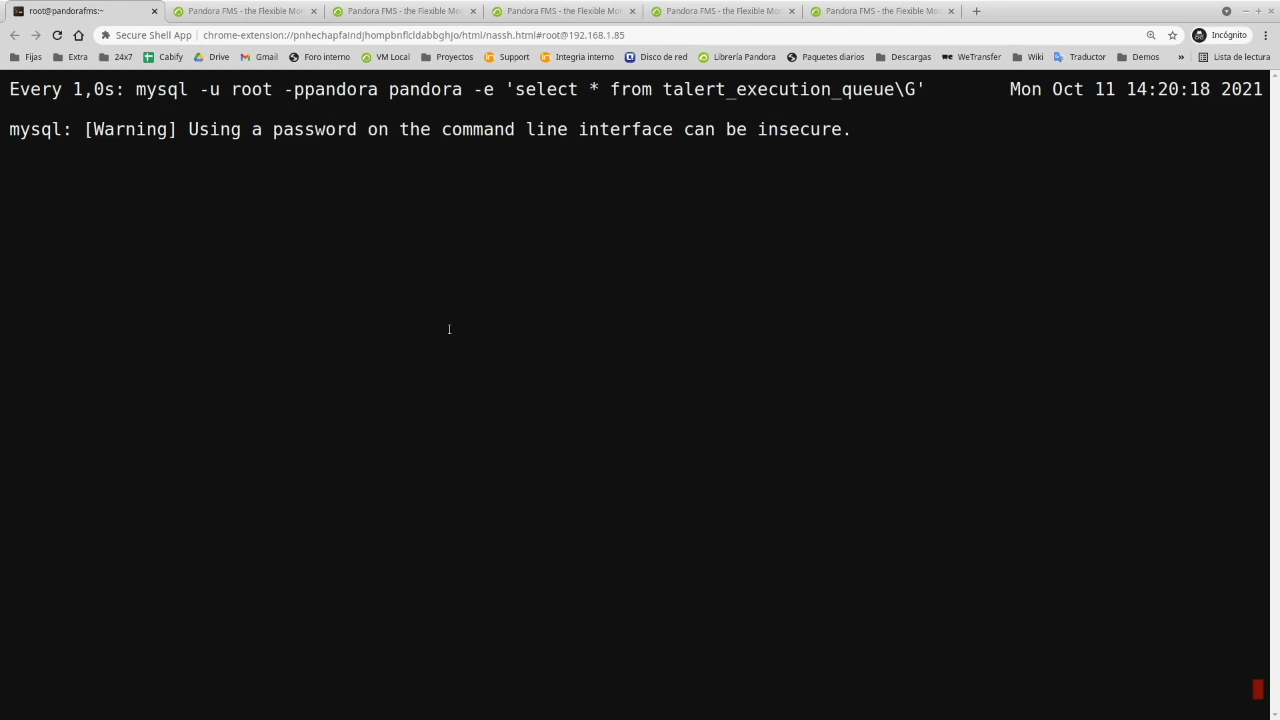 root@pandorafms:~
Pandora FMS - the Flexible Mo
Pandora FMS - the Flexible Mo
Pandora FMS - the Flexible Mo
Pandora FMS - the Flexible Mo
Pandora FMS - the Flexible Mo
Secure Shell App
chrome-extension://pnhechapfaindjhompbnflcldabbghjo/html/nassh.html#root@192.168.1.85
Incógnito
Fijas
Extra
24x7
Cabify
Drive
Gmail
Foro interno
VM Local
Proyectos
Support
Integria interno
Disco de red
Librería Pandora
Paquetes diarios
Descargas
WeTransfer
Wiki
Traductor
Demos
»
Lista de lectura
Every 1,0s: mysql -u root -ppandora pandora -e 'select * from talert_execution_queue\G'
Mon Oct 11 14:20:18 2021
mysql: [Warning] Using a password on the command line interface can be insecure.